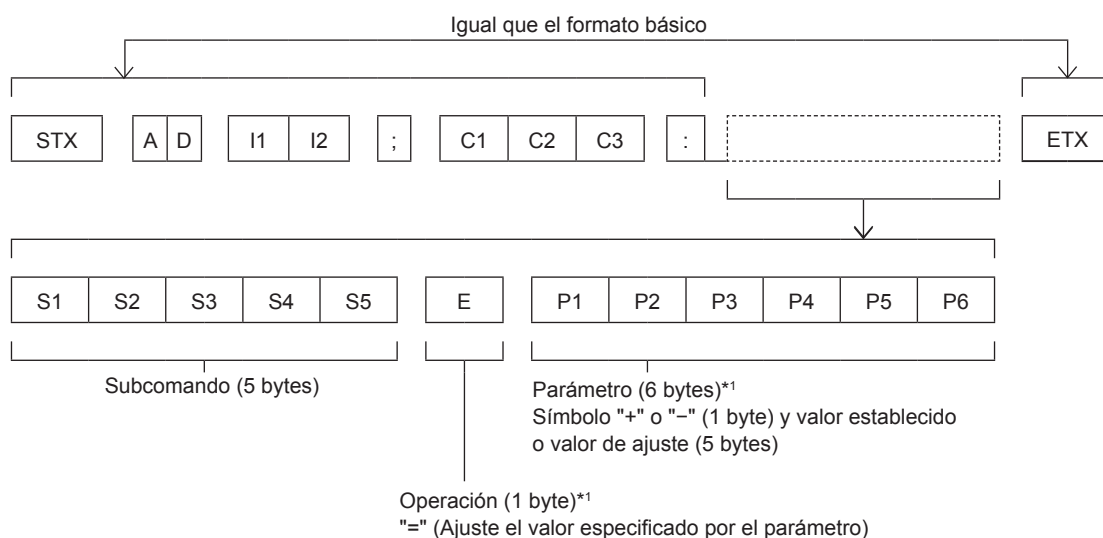 Igual que el formato básico
STX A D I1 I2 ; C1 C2 C3 : ETX
S1 S2 S3 S4 S5 E P1 P2 P3 P4 P5 P6
Subcomando (5 bytes)
Parámetro (6 bytes)*1
Símbolo "+" o "−" (1 byte) y valor establecido
o valor de ajuste (5 bytes)
Operación (1 byte)*1
"=" (Ajuste el valor especificado por el parámetro)